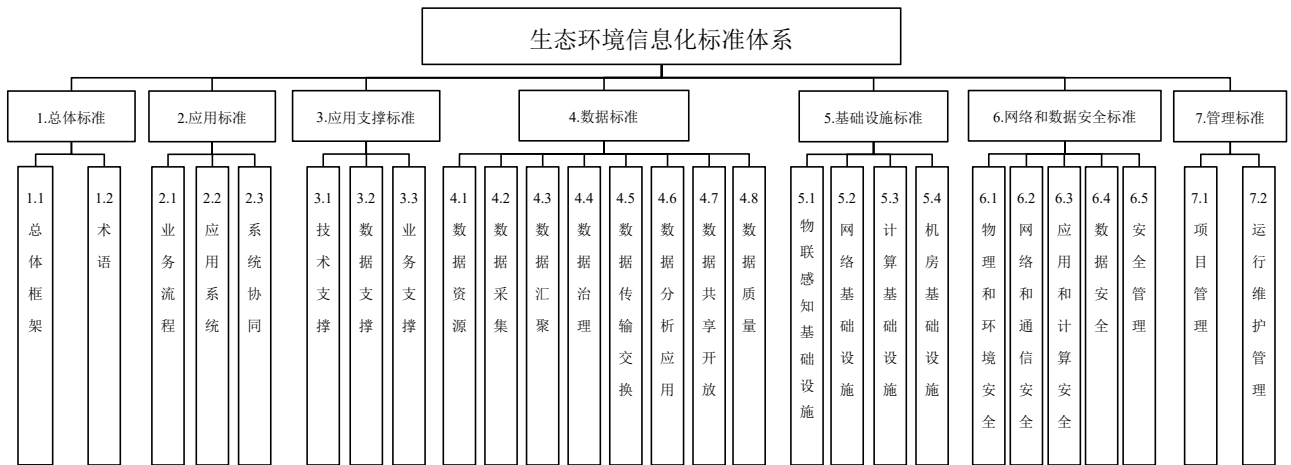 生态环境信息化标准体系
1.总体标准
2.应用标准
3.应用支撑标准
4.数据标准
5.基础设施标准
6.网络和数据安全标准
7.管理标准
1.1总体框架
1.2术语
2.1业务流程
2.2应用系统
2.3系统协同
3.1技术支撑
3.2数据支撑
3.3业务支撑
4.1数据资源
4.2数据采集
4.3数据汇聚
4.4数据治理
4.5数据传输交换
4.6数据分析应用
4.7数据共享开放
4.8数据质量
5.1物联感知基础设施
5.2网络基础设施
5.3计算基础设施
5.4机房基础设施
6.1物理和环境安全
6.2网络和通信安全
6.3应用和计算安全
6.4数据安全
6.5安全管理
7.1项目管理
7.2运行维护管理